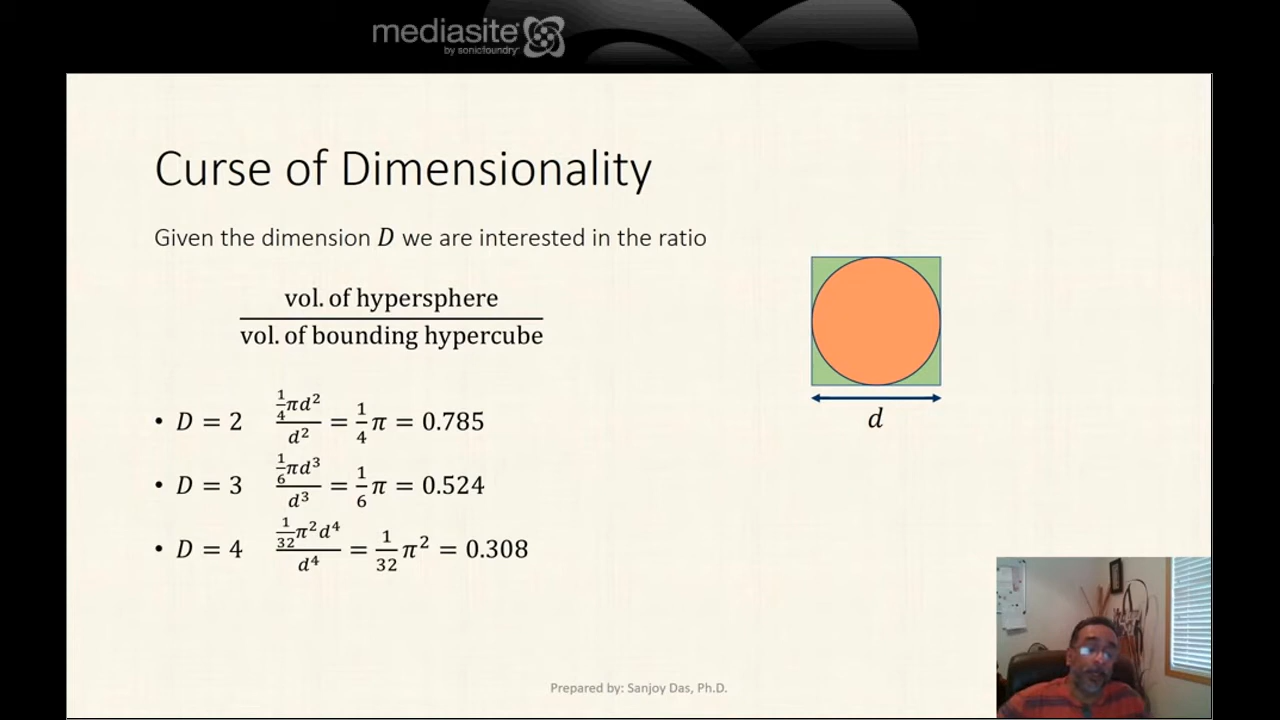 mediasite
by sonicfoundry
Curse of Dimensionality
Given the dimension D we are interested in the ratio
vol. of hypersphere
vol. of bounding hypercube
• D = 2 (1/4 πd²)/d² = 1/4 π = 0.785
• D = 3 (1/6 πd³)/d³ = 1/6 π = 0.524
• D = 4 (1/32 π²d⁴)/d⁴ = 1/32 π² = 0.308
d
Prepared by: Sanjoy Das, Ph.D.